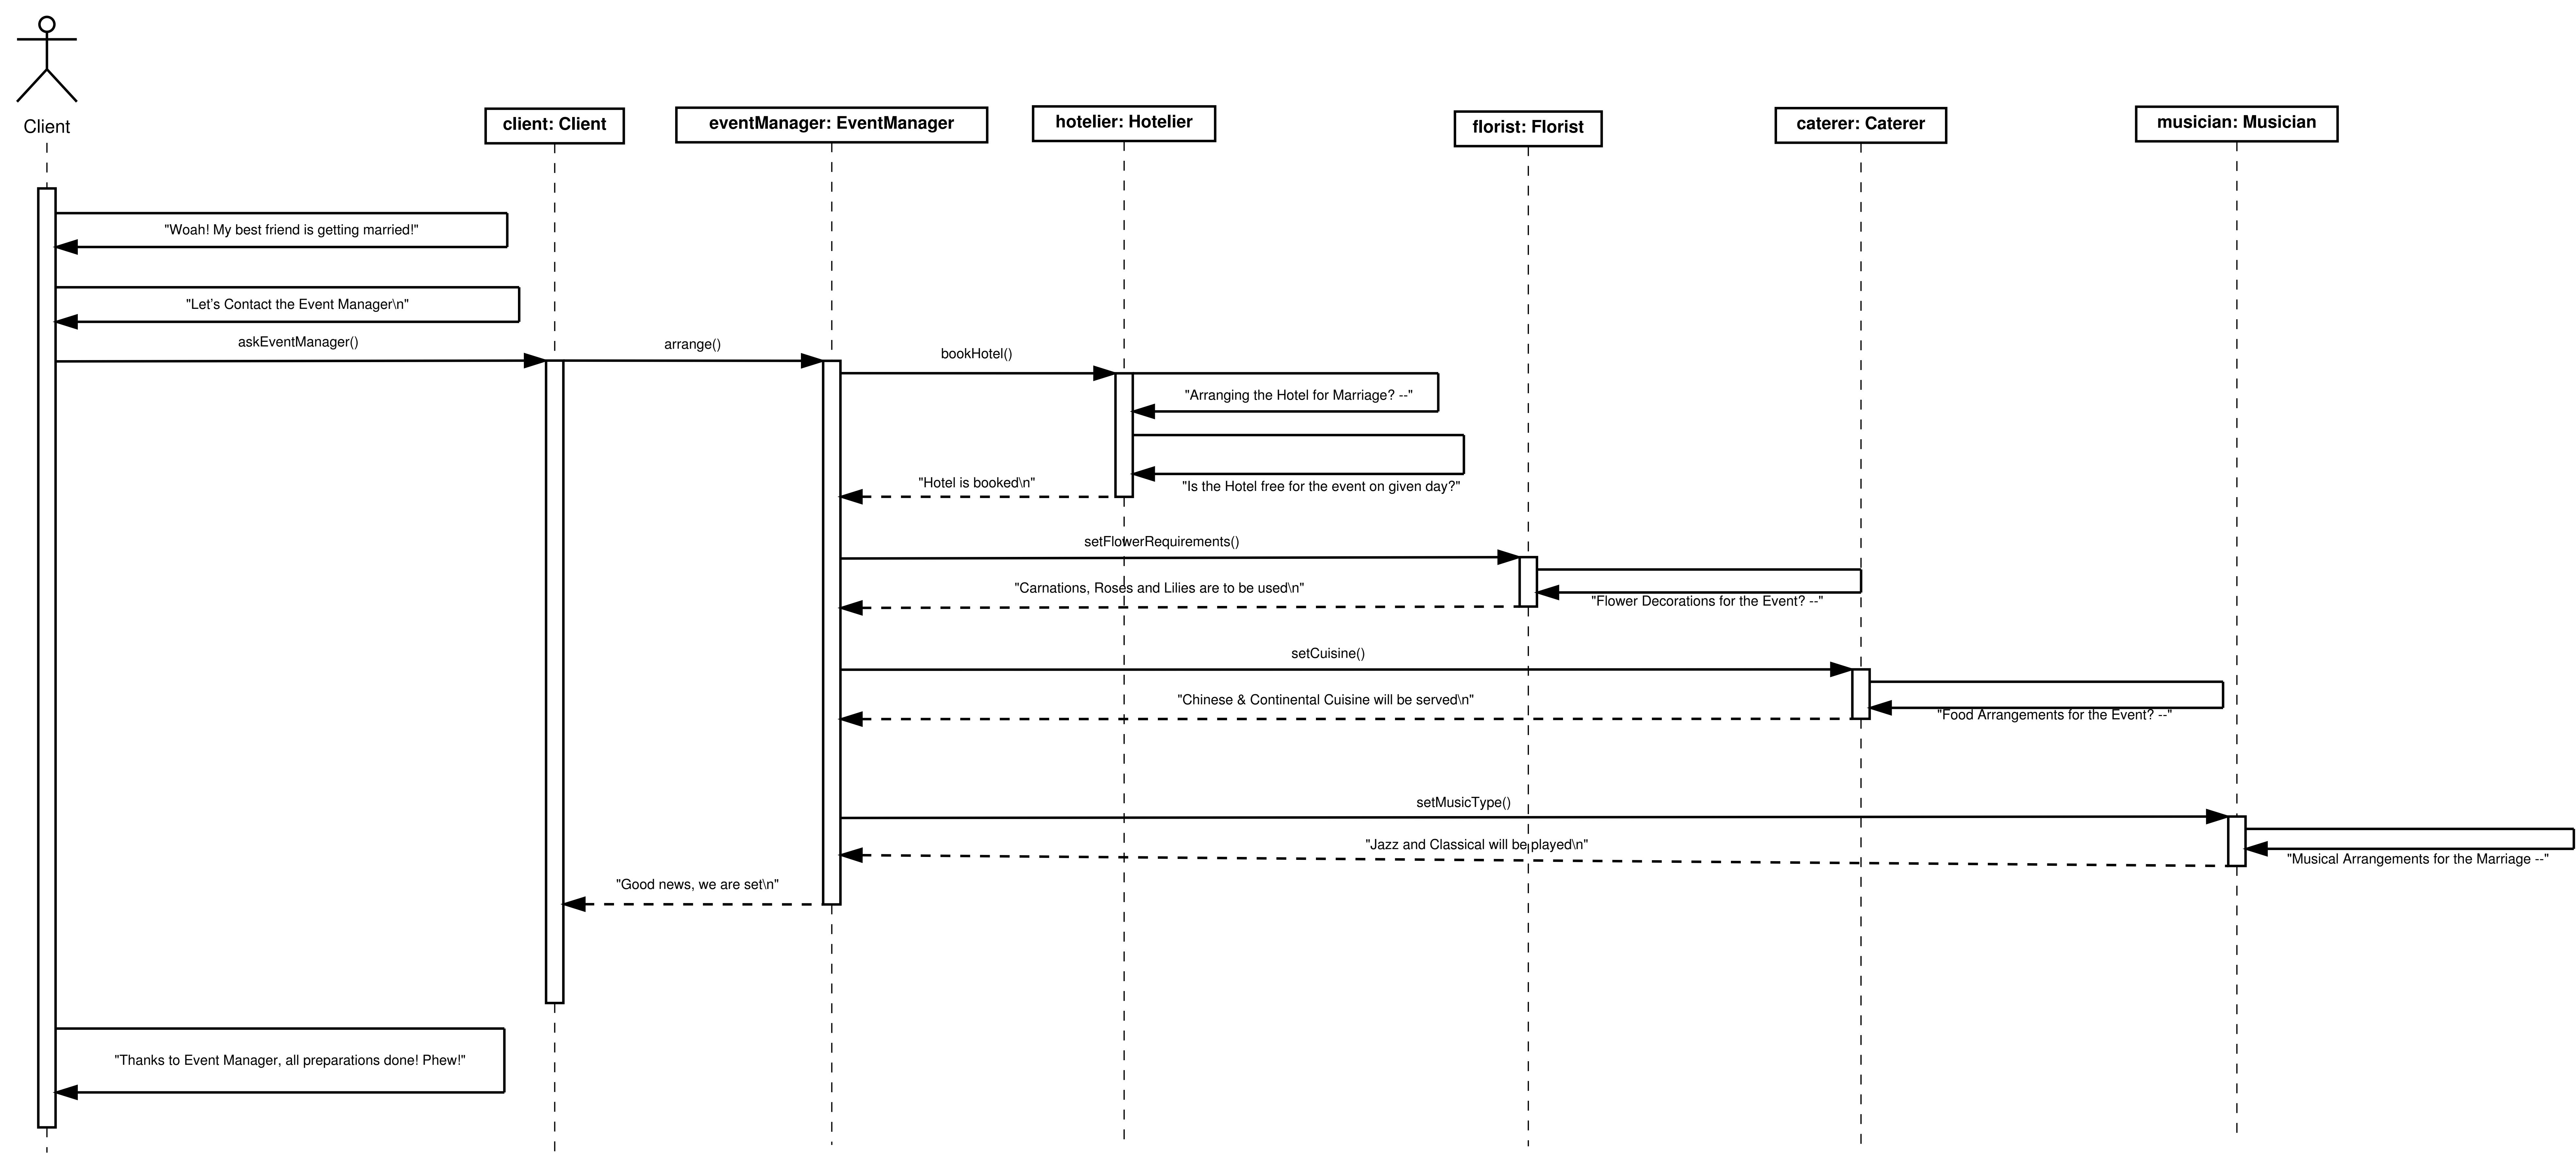 Client
client: Client
eventManager: EventManager
hotelier: Hotelier
florist: Florist
caterer: Caterer
musician: Musician
"Woah! My best friend is getting married!"
"Let's Contact the Event Manager\n"
askEventManager()
arrange()
bookHotel()
"Arranging the Hotel for Marriage? --"
"Is the Hotel free for the event on given day?"
"Hotel is booked\n"
setFlowerRequirements()
"Carnations, Roses and Lilies are to be used\n"
"Flower Decorations for the Event? --"
setCuisine()
"Chinese & Continental Cuisine will be served\n"
"Food Arrangements for the Event? --"
setMusicType()
"Jazz and Classical will be played\n"
"Musical Arrangements for the Marriage --"
"Good news, we are set\n"
"Thanks to Event Manager, all preparations done! Phew!"